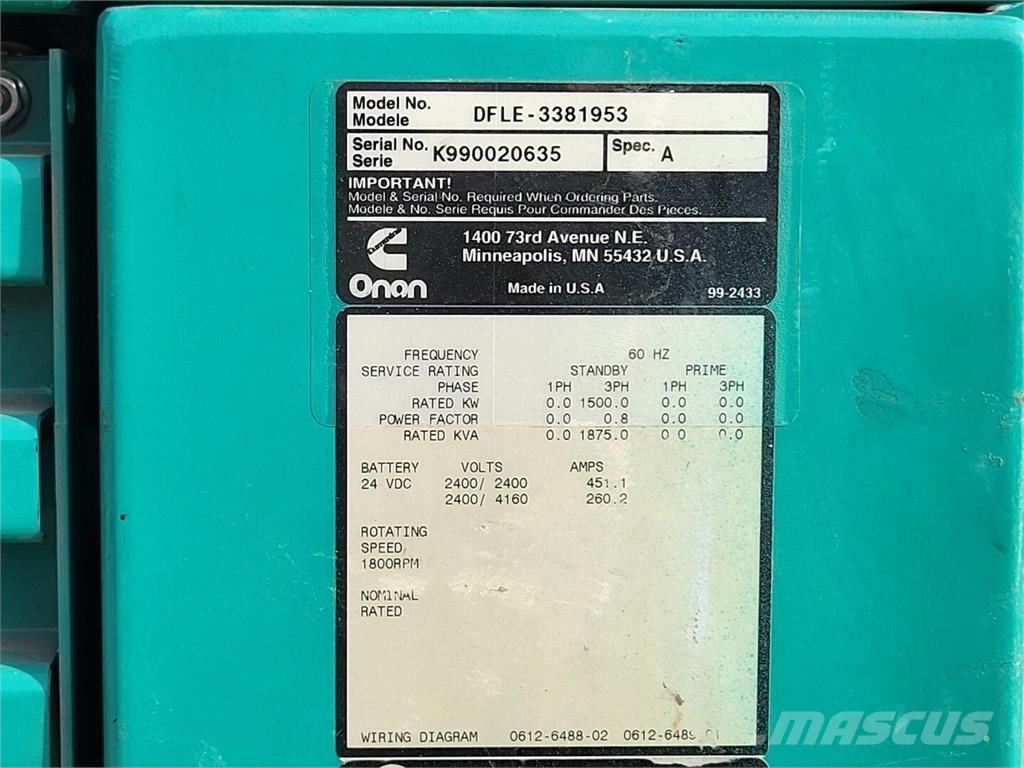 Model No.
Modele DFLE-3381953
Serial No.
Serie K990020635 Spec. A
IMPORTANT!
Model & Serial No. Required When Ordering Parts.
Modele & No. Serie Requis Pour Commander Des Pieces.
Cummins
1400 73rd Avenue N.E.
Minneapolis, MN 55432 U.S.A.
Onan Made in U.S.A 99-2433
FREQUENCY 60 HZ
SERVICE RATING STANDBY PRIME
PHASE 1PH 3PH 1PH 3PH
RATED KW 0.0 1500.0 0.0 0.0
POWER FACTOR 0.0 0.8 0.0 0.0
RATED KVA 0.0 1875.0 0.0 0.0
BATTERY VOLTS AMPS
24 VDC 2400/ 2400 451.1
2400/ 4160 260.2
ROTATING
SPEED
1800RPM
NOMINAL
RATED
WIRING DIAGRAM 0612-6488-02 0612-6489-01
MASCUS